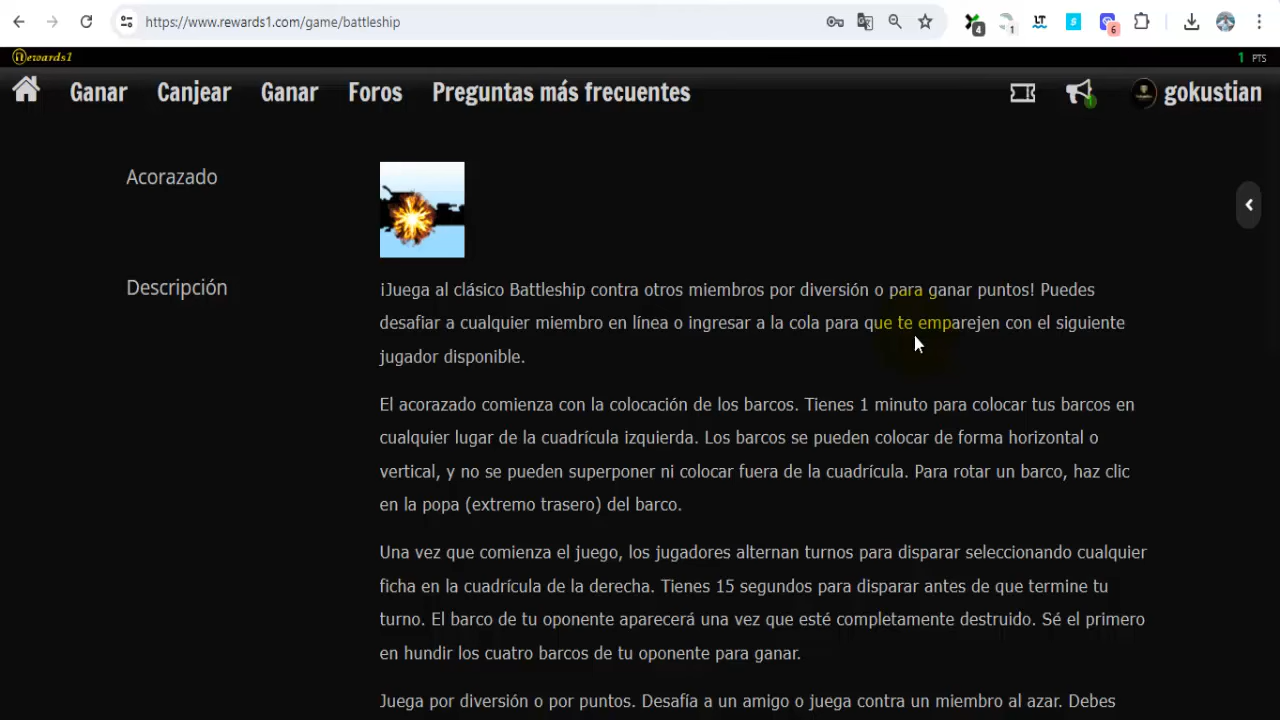 https://www.rewards1.com/game/battleship
4
1
LT
6
Rewards1
1 PTS
Ganar
Canjear
Ganar
Foros
Preguntas más frecuentes
1
gokustian
Acorazado
Descripción
¡Juega al clásico Battleship contra otros miembros por diversión o para ganar puntos! Puedes
desafiar a cualquier miembro en línea o ingresar a la cola para que te emparejen con el siguiente
jugador disponible.
El acorazado comienza con la colocación de los barcos. Tienes 1 minuto para colocar tus barcos en
cualquier lugar de la cuadrícula izquierda. Los barcos se pueden colocar de forma horizontal o
vertical, y no se pueden superponer ni colocar fuera de la cuadrícula. Para rotar un barco, haz clic
en la popa (extremo trasero) del barco.
Una vez que comienza el juego, los jugadores alternan turnos para disparar seleccionando cualquier
ficha en la cuadrícula de la derecha. Tienes 15 segundos para disparar antes de que termine tu
turno. El barco de tu oponente aparecerá una vez que esté completamente destruido. Sé el primero
en hundir los cuatro barcos de tu oponente para ganar.
Juega por diversión o por puntos. Desafía a un amigo o juega contra un miembro al azar. Debes